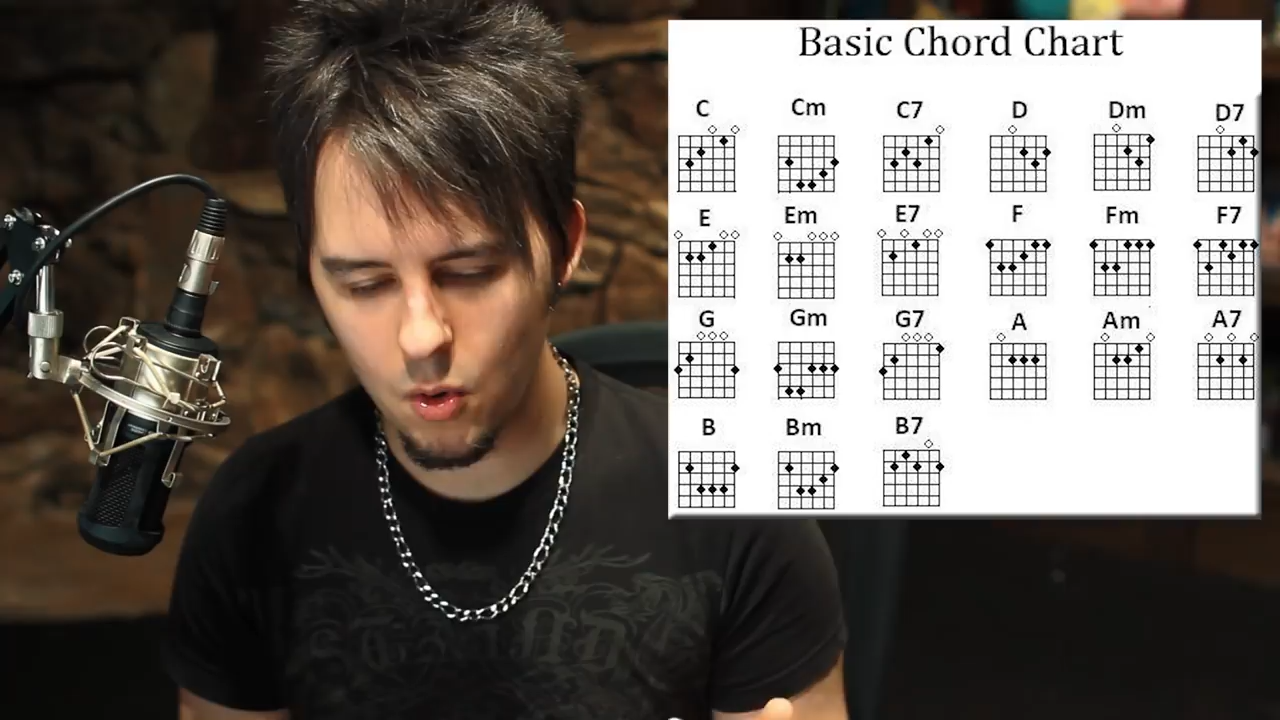 Basic Chord Chart
C Cm C7 D Dm D7
E Em E7 F Fm F7
G Gm G7 A Am A7
B Bm B7